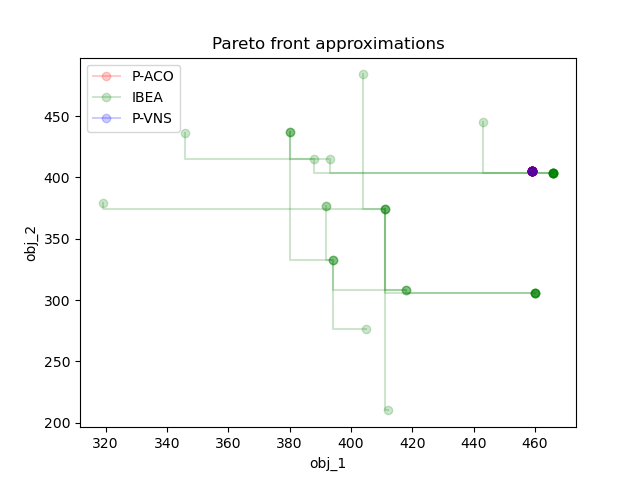 Pareto front approximations
P-ACO
IBEA
P-VNS
450
400
350
300
250
200
obj_2
320 340 360 380 400 420 440 460
obj_1